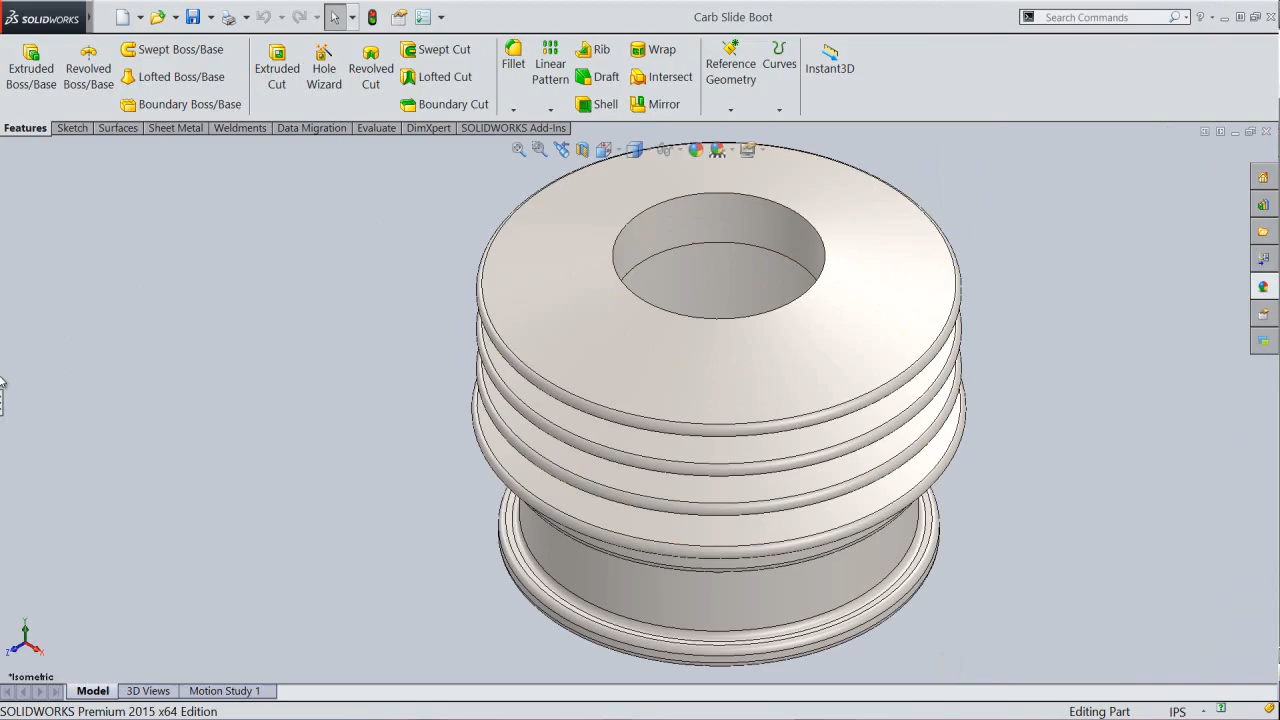 SOLIDWORKS
Carb Slide Boot
Search Commands
Extruded Boss/Base
Revolved Boss/Base
Swept Boss/Base
Lofted Boss/Base
Boundary Boss/Base
Extruded Cut
Hole Wizard
Revolved Cut
Swept Cut
Lofted Cut
Boundary Cut
Fillet
Linear Pattern
Rib
Draft
Shell
Wrap
Intersect
Mirror
Reference Geometry
Curves
Instant3D
Features
Sketch
Surfaces
Sheet Metal
Weldments
Data Migration
Evaluate
DimXpert
SOLIDWORKS Add-Ins
Y
Z
X
*Isometric
Model
3D Views
Motion Study 1
SOLIDWORKS Premium 2015 x64 Edition
Editing Part
IPS